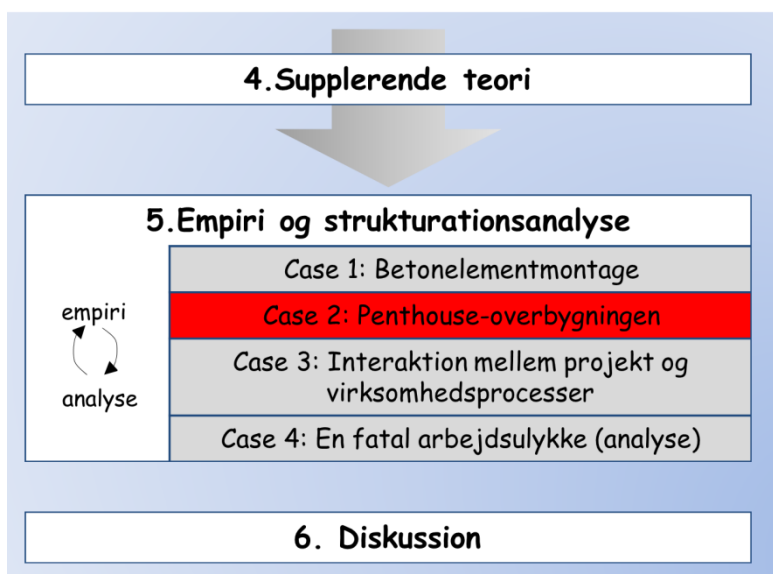 4.Supplerende teori
5.Empiri og strukturationsanalyse
Case 1: Betonelementmontage
empiri
analyse
Case 2: Penthouse-overbygningen
Case 3: Interaktion mellem projekt og
virksomhedsprocesser
Case 4: En fatal arbejdsulykke (analyse)
6. Diskussion